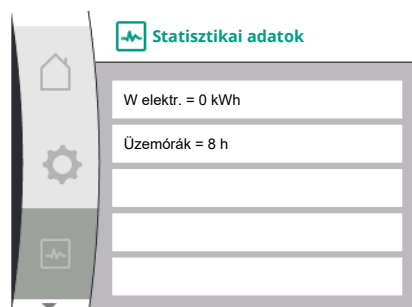 Statisztikai adatok
W elektr. = 0 kWh
Üzemórák = 8 h